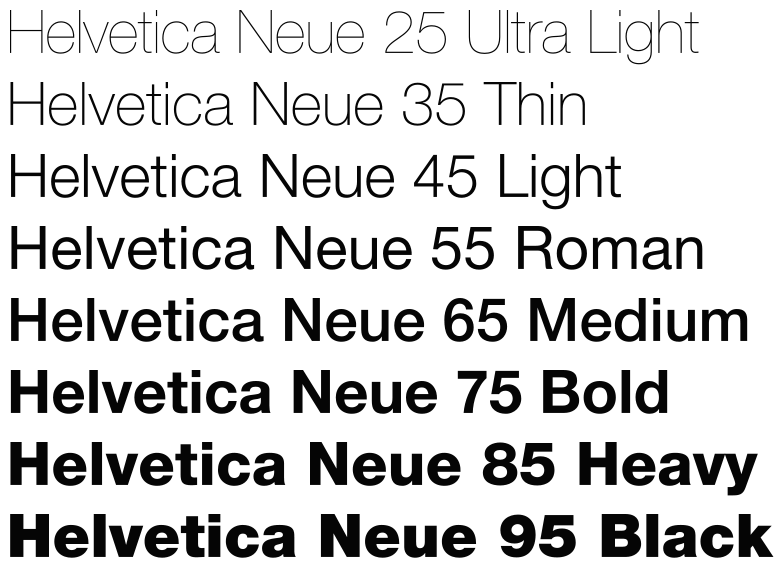 Helvetica Neue 25 Ultra Light
Helvetica Neue 35 Thin
Helvetica Neue 45 Light
Helvetica Neue 55 Roman
Helvetica Neue 65 Medium
Helvetica Neue 75 Bold
Helvetica Neue 85 Heavy
Helvetica Neue 95 Black